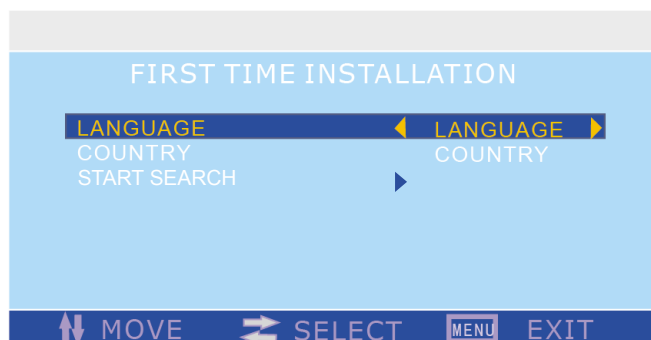 FIRST TIME INSTALLATION
LANGUAGE LANGUAGE
COUNTRY COUNTRY
START SEARCH
MOVE SELECT MENU EXIT